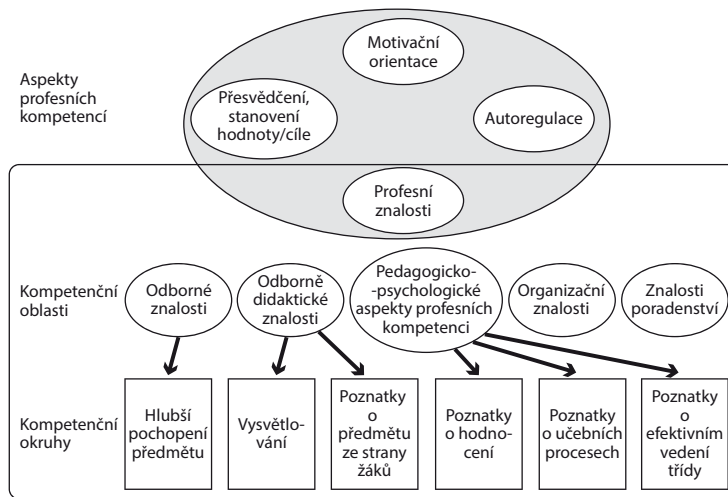 Motivační
orientace
Aspekty
profesních
kompetencí
Přesvědčení,
stanovení
hodnoty/cíle
Autoregulace
Profesní
znalosti
Kompetenční
oblasti
Odborné
znalosti
Odborně
didaktické
znalosti
Pedagogicko-
-psychologické
aspekty profesních
kompetenci
Organizační
znalosti
Znalosti
poradenství
Kompetenční
okruhy
Hlubší
pochopení
předmětu
Vysvětlo-
vání
Poznatky
o
předmětu
ze strany
žáků
Poznatky
o hodno-
cení
Poznatky
o učebních
procesech
Poznatky
o
efektivním
vedení
třídy